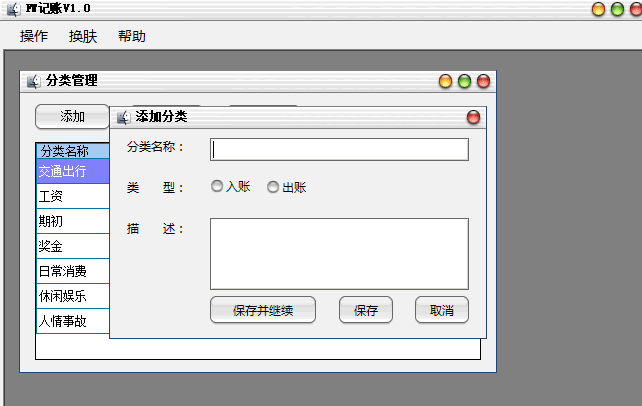 PW记账V1.0
操作 换肤 帮助
分类管理
添加
添加分类
分类名称：
类 型： 入账 出账
描 述：
保存并继续 保存 取消
分类名称
交通出行
工资
期初
奖金
日常消费
休闲娱乐
人情事故